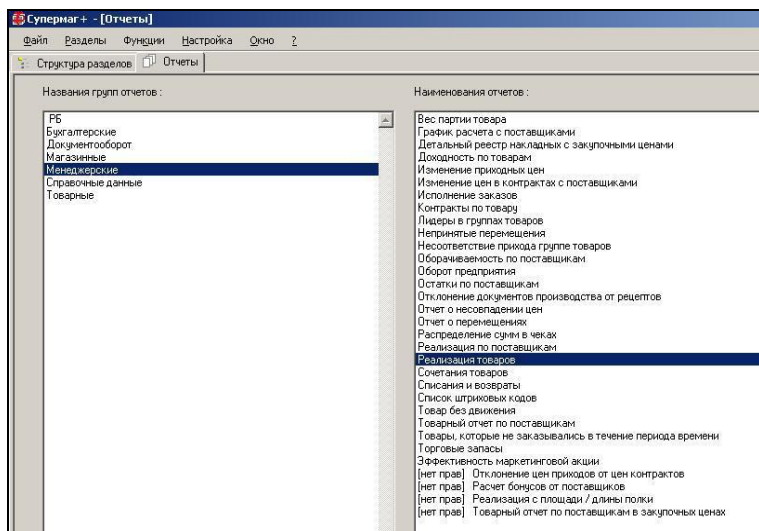 Супермаг+ - [Отчеты]
Файл Разделы Функции Настройка Окно ?
Структура разделов Отчеты
Названия групп отчетов :
РБ
Бухгалтерские
Документооборот
Магазинные
Менеджерские
Справочные данные
Товарные
Наименования отчетов :
Вес партии товара
График расчета с поставщиками
Детальный реестр накладных с закупочными ценами
Доходность по товарам
Изменение приходных цен
Изменение цен в контрактах с поставщиками
Исполнение заказов
Контракты по товару
Лидеры в группах товаров
Непринятые перемещения
Несоответствие прихода группе товаров
Оборачиваемость по поставщикам
Оборот предприятия
Остатки по поставщикам
Отклонение документов производства от рецептов
Отчет о несовпадении цен
Отчет о перемещениях
Распределение сумм в чеках
Реализация по поставщикам
Реализация товаров
Сочетания товаров
Списания и возвраты
Список штриховых кодов
Товар без движения
Товарный отчет по поставщикам
Товары, которые не заказывались в течение периода времени
Торговые запасы
Эффективность маркетинговой акции
[нет прав] Отклонение цен приходов от цен контрактов
[нет прав] Расчет бонусов от поставщиков
[нет прав] Реализация с площади / длины полки
[нет прав] Товарный отчет по поставщикам в закупочных ценах